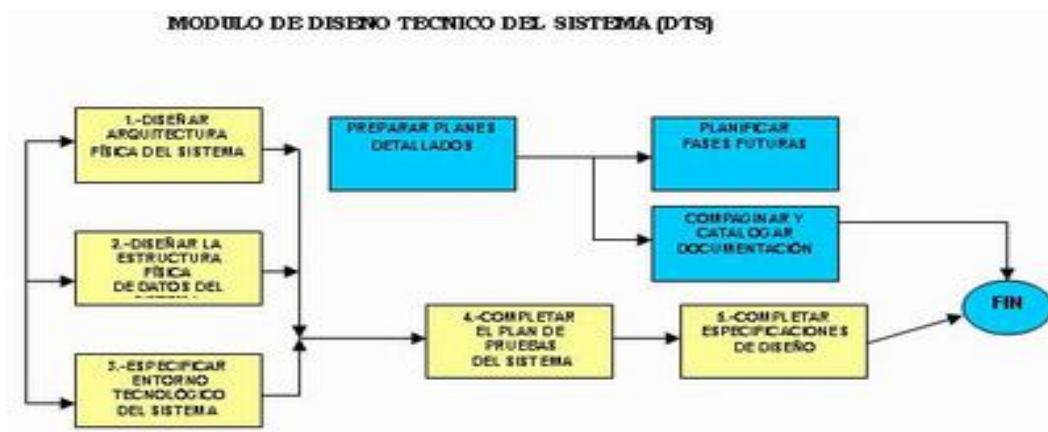 MODULO DE DISEÑO TECNICO DEL SISTEMA (DTS)
1.-DISEÑAR
ARQUITECTURA
FÍSICA DEL SISTEMA
PREPARAR PLANES
DETALLADOS
PLANIFICAR
FASES FUTURAS
2.-DISEÑAR LA
ESTRUCTURA
FÍSICA
DE DATOS DEL
COMPAGINAR Y
CATALOGAR
DOCUMENTACIÓN
FIN
3.-ESPECIFICAR
ENTORNO
TECNOLÓGICO
DEL SISTEMA
4.-COMPLETAR
EL PLAN DE
PRUEBAS
DEL SISTEMA
5.-COMPLETAR
ESPECIFICACIONES
DE DISEÑO